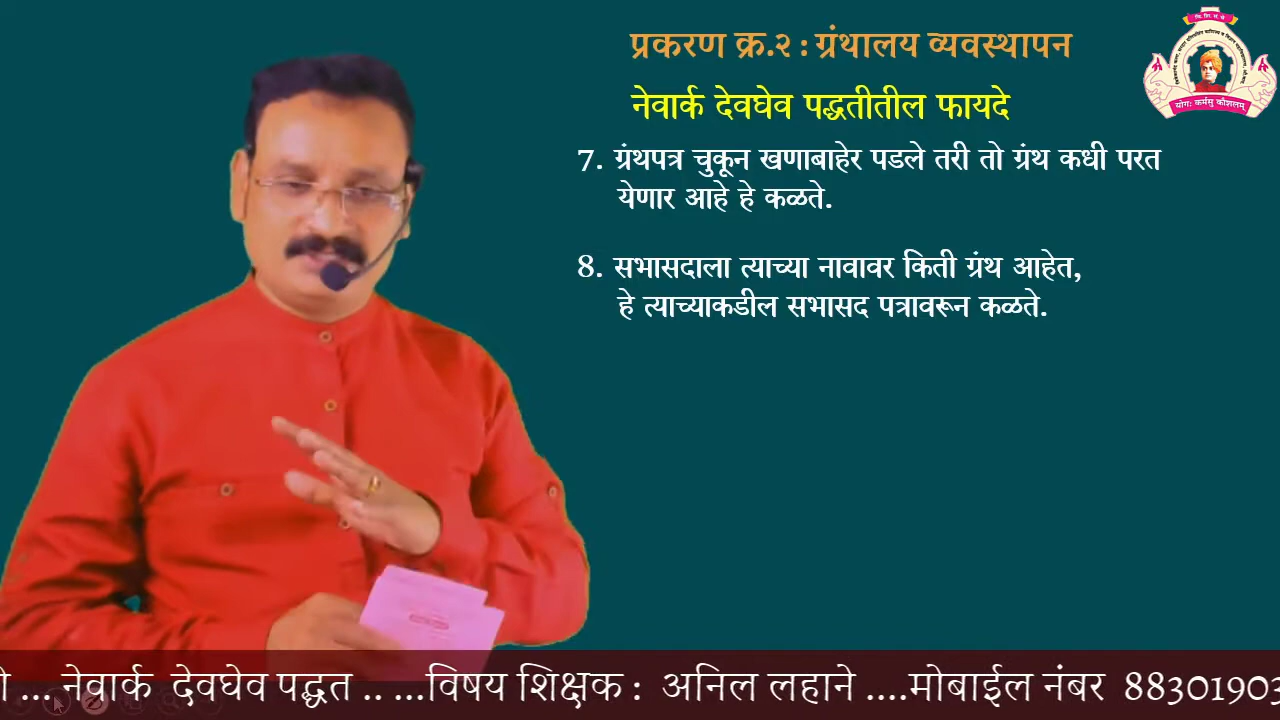 प्रकरण क्र.२ : ग्रंथालय व्यवस्थापन
नेवार्क देवघेव पद्धतीतील फायदे
7. ग्रंथपत्र चुकून खणाबाहेर पडले तरी तो ग्रंथ कधी परत
येणार आहे हे कळते.
8. सभासदाला त्याच्या नावावर किती ग्रंथ आहेत,
हे त्याच्याकडील सभासद पत्रावरून कळते.
योगः कर्मसु कौशलम्
... नेवार्क देवघेव पद्धत .. ...विषय शिक्षक : अनिल लहाने ....मोबाईल नंबर 8830190